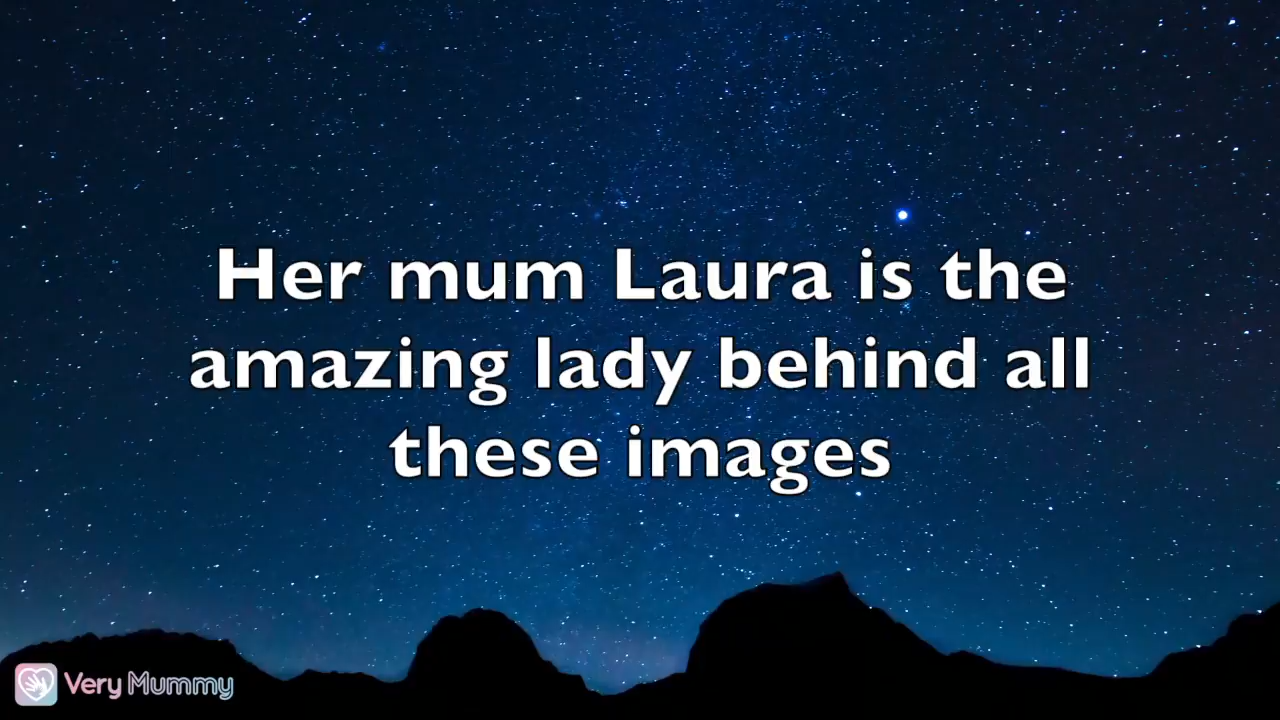 Her mum Laura is the
amazing lady behind all
these images
Very Mummy